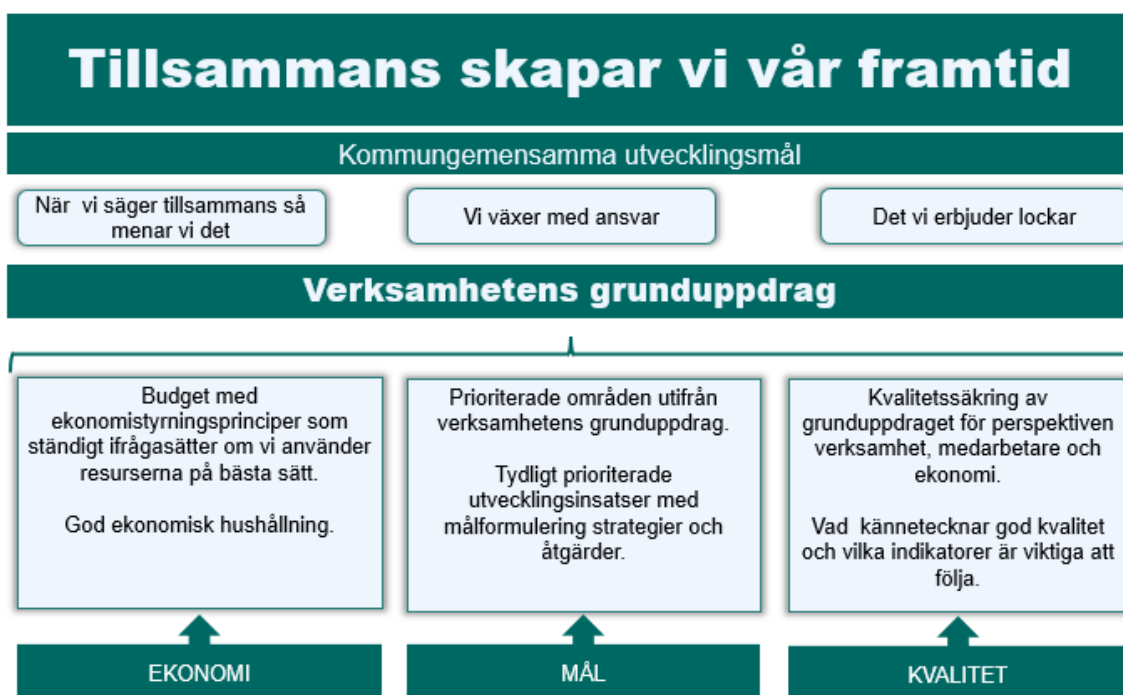 Tillsammans skapar vi vår framtid
Kommungemensamma utvecklingsmål
När vi säger tillsammans så
menar vi det
Vi växer med ansvar
Det vi erbjuder lockar
Verksamhetens grunduppdrag
Budget med
ekonomistyrningsprinciper som
ständigt ifrågasätter om vi använder
resurserna på bästa sätt.
God ekonomisk hushållning.
Prioriterade områden utifrån
verksamhetens grunduppdrag.
Tydligt prioriterade
utvecklingsinsatser med
målformulering strategier och
åtgärder.
Kvalitetssäkring av
grunduppdraget för perspektiven
verksamhet, medarbetare och
ekonomi.
Vad kännetecknar god kvalitet
och vilka indikatorer är viktiga att
följa.
EKONOMI
MÅL
KVALITET